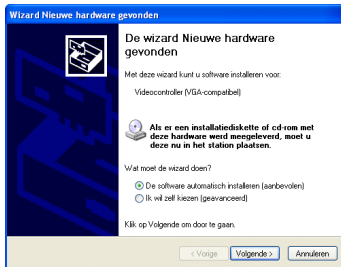 Wizard Nieuwe hardware gevonden
De wizard Nieuwe hardware
gevonden
Met deze wizard kunt u software installeren voor:
Videocontroller (VGA-compatibel)
Als er een installatiediskette of cd-rom met
deze hardware werd meegeleverd, moet u
deze nu in het station plaatsen.
Wat moet de wizard doen?
De software automatisch installeren (aanbevolen)
Ik wil zelf kiezen (geavanceerd)
Klik op Volgende om door te gaan.
< Vorige
Volgende >
Annuleren